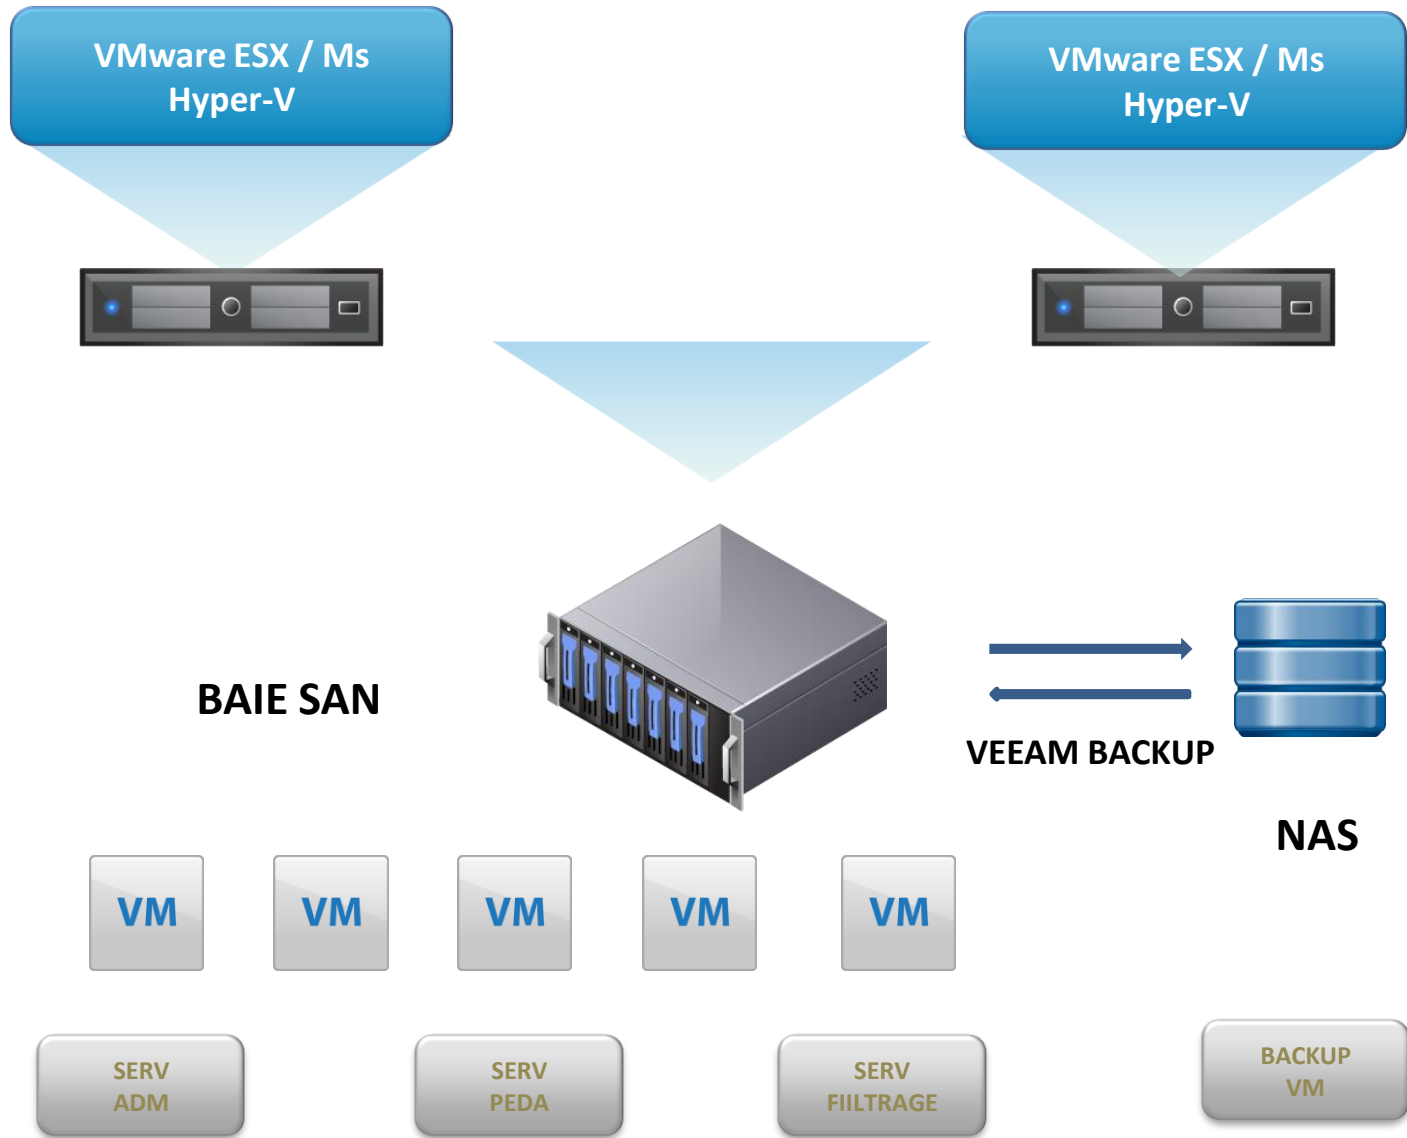 VMware ESX / Ms
Hyper-V
VMware ESX / Ms
Hyper-V
BAIE SAN
VEEAM BACKUP
NAS
VM
VM
VM
VM
VM
SERV
ADM
SERV
PEDA
SERV
FIILTRAGE
BACKUP
VM